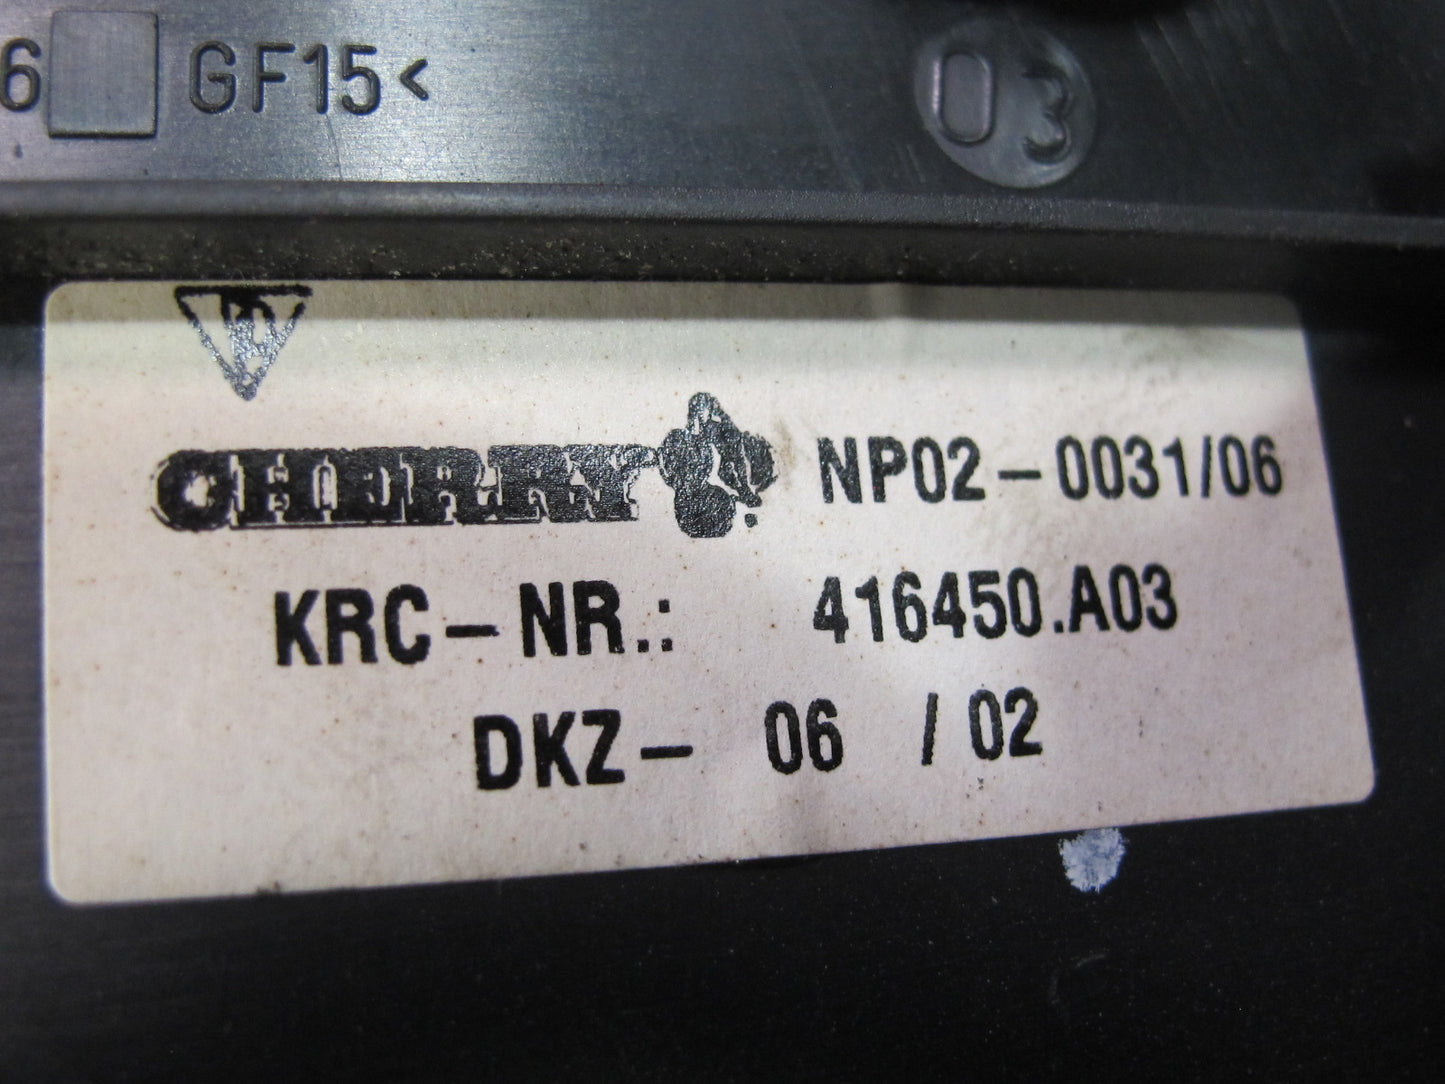 6 GF15<
03
CHERRY NP02-0031/06
KRC-NR.: 416450.A03
DKZ- 06 / 02